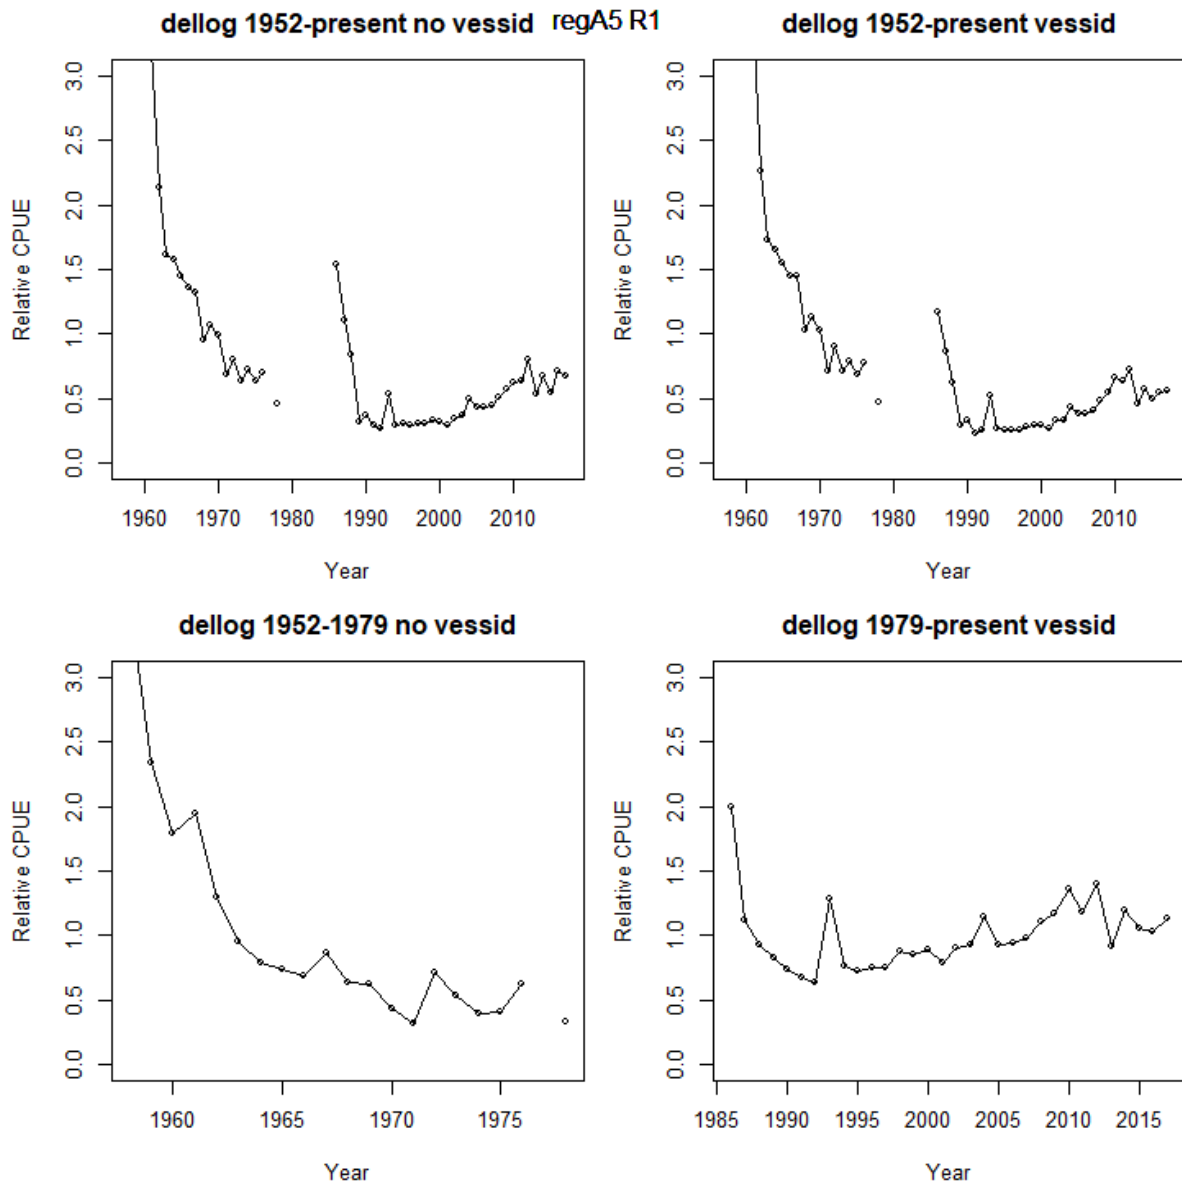 dellog 1952-present no vessid
regA5 R1
dellog 1952-present vessid
Relative CPUE
3.0
2.5
2.0
1.5
1.0
0.5
0.0
1960 1970 1980 1990 2000 2010
Year
Relative CPUE
3.0
2.5
2.0
1.5
1.0
0.5
0.0
1960 1970 1980 1990 2000 2010
Year
dellog 1952-1979 no vessid
dellog 1979-present vessid
Relative CPUE
3.0
2.5
2.0
1.5
1.0
0.5
0.0
1960 1965 1970 1975
Year
Relative CPUE
3.0
2.5
2.0
1.5
1.0
0.5
0.0
1985 1990 1995 2000 2005 2010 2015
Year